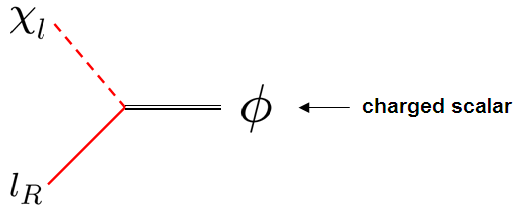 χ_l
ϕ
charged scalar
l_R